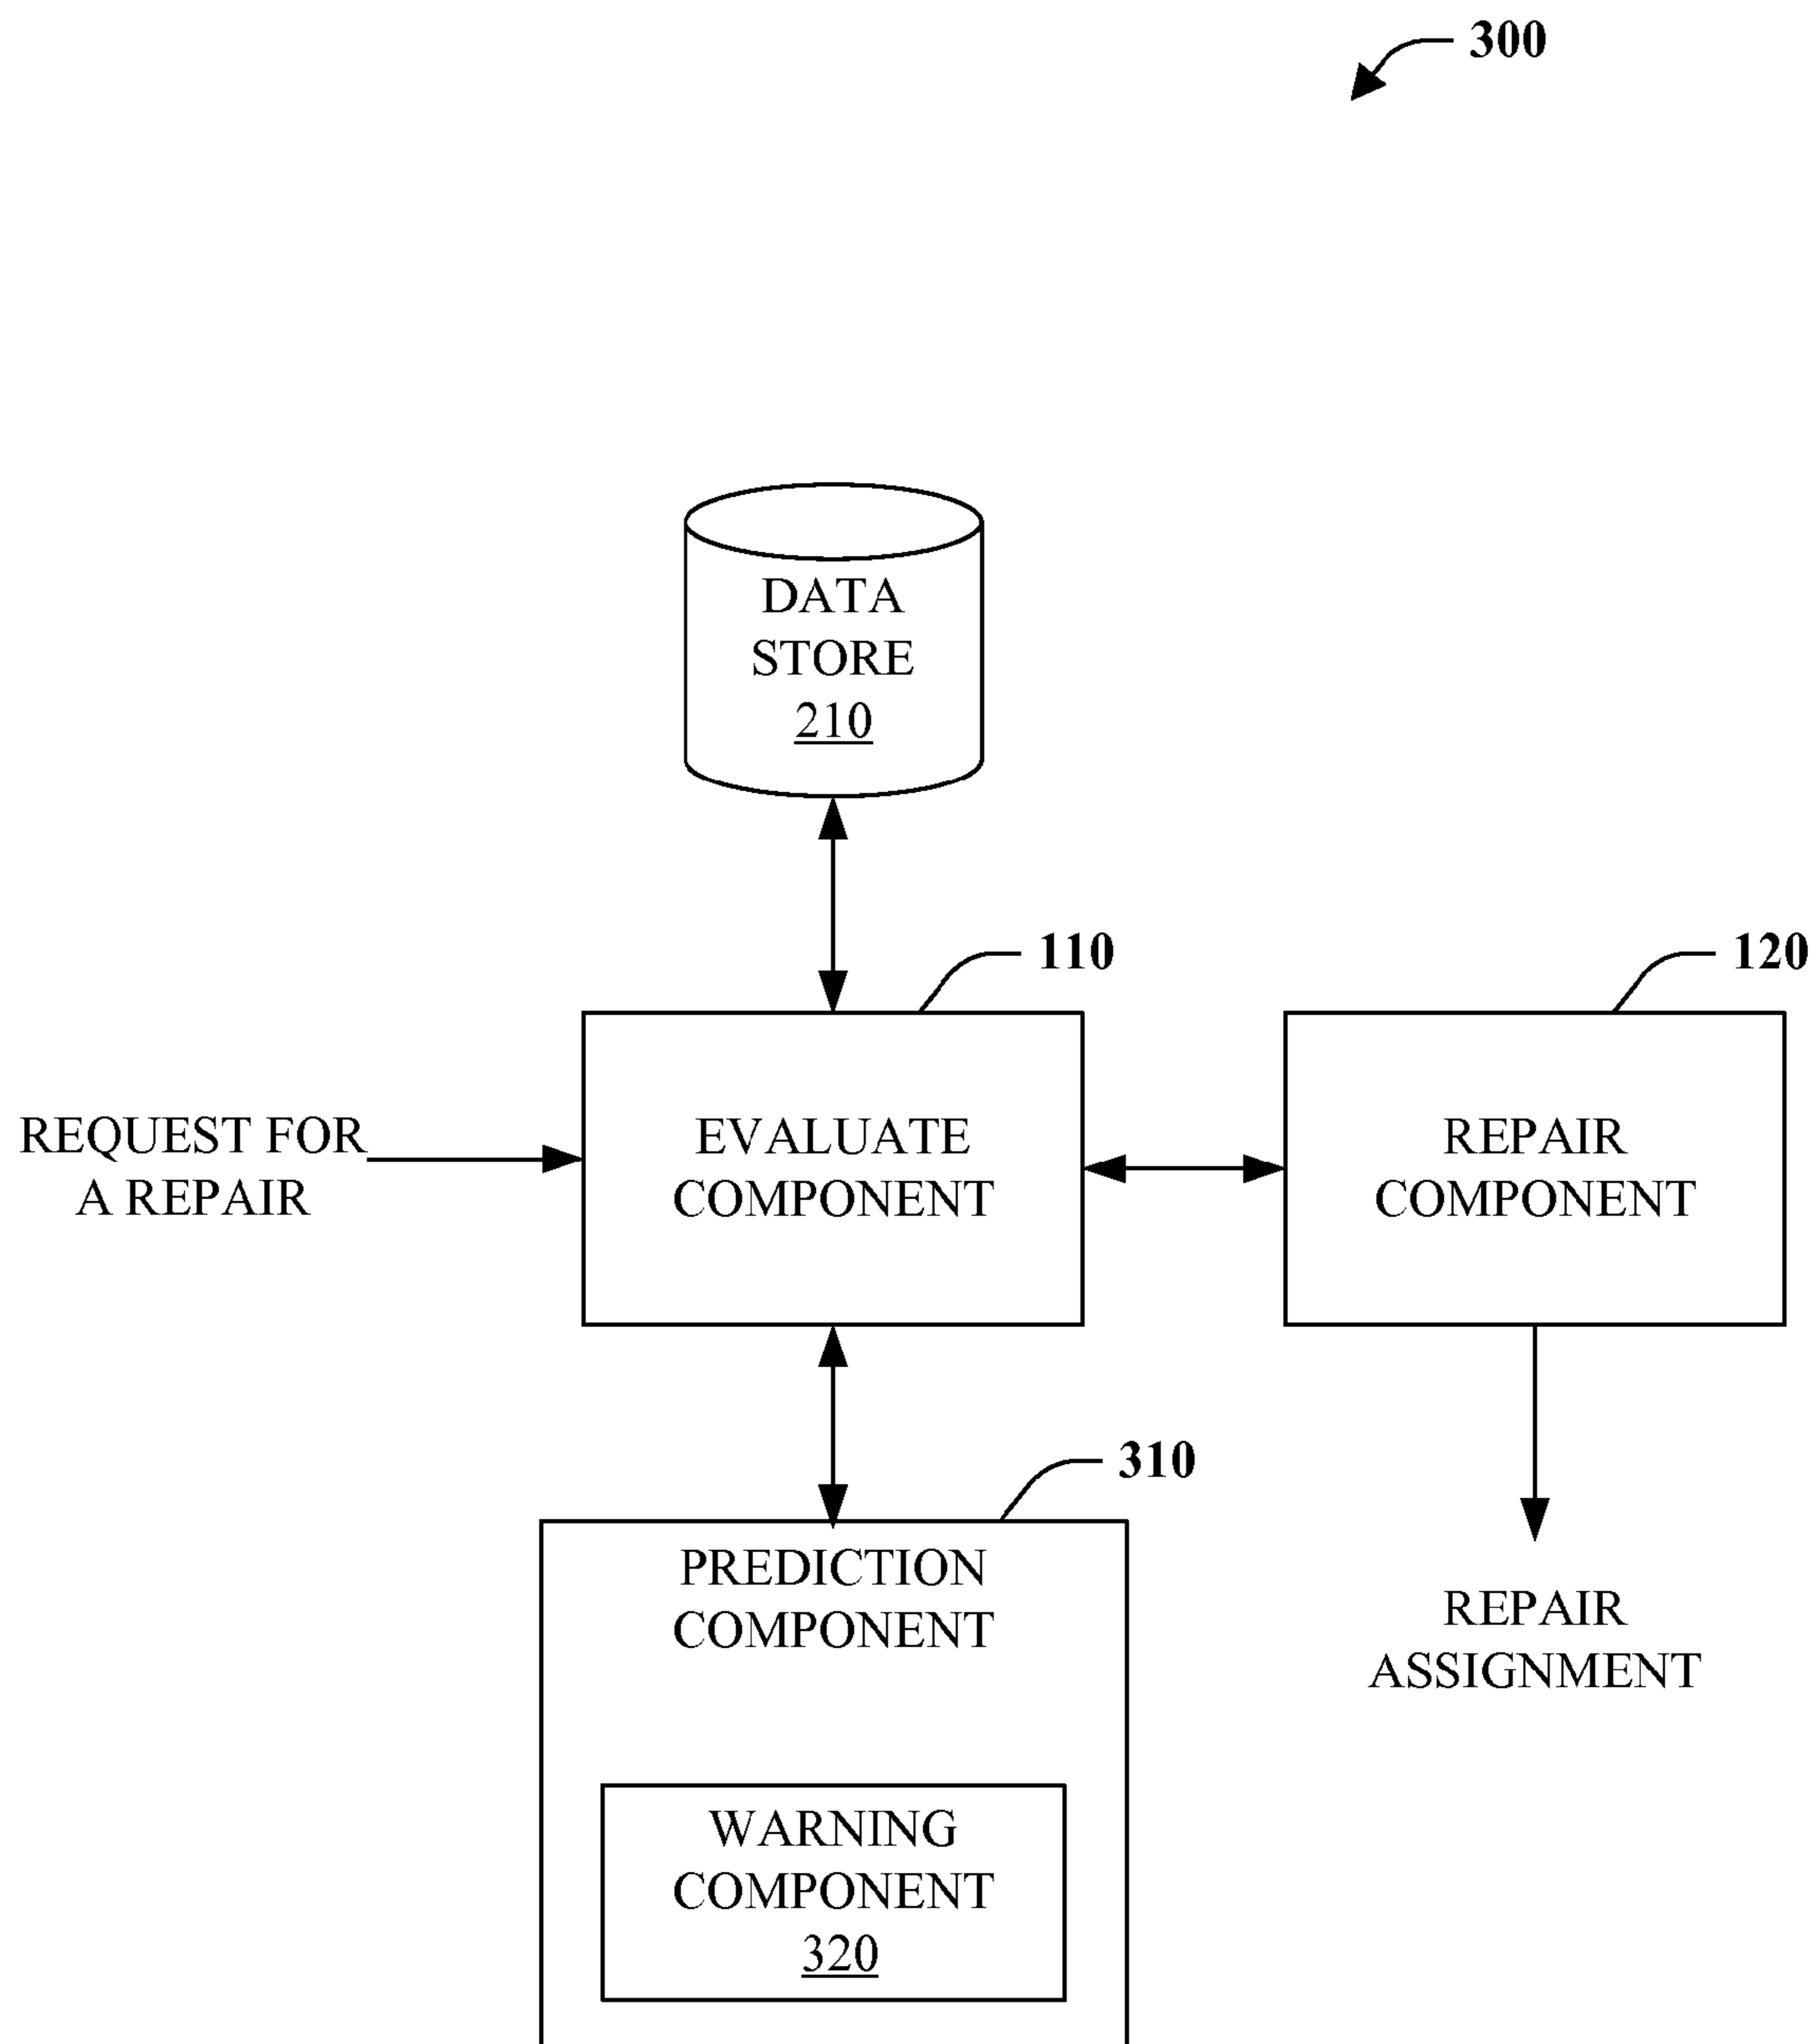 300
DATA
STORE
210
110
120
REQUEST FOR
A REPAIR
EVALUATE
COMPONENT
REPAIR
COMPONENT
310
PREDICTION
COMPONENT
REPAIR
ASSIGNMENT
WARNING
COMPONENT
320